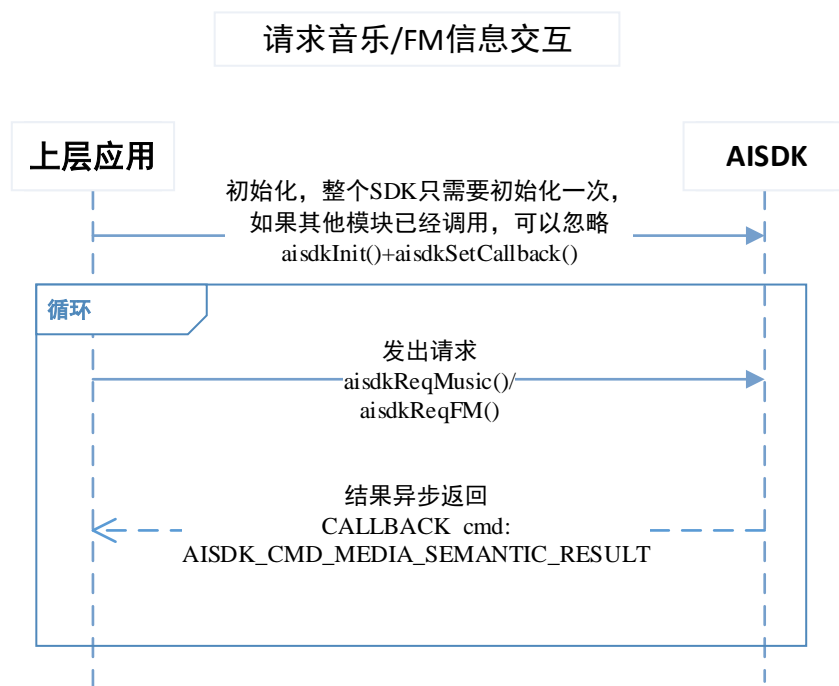 请求音乐/FM信息交互
上层应用
AISDK
初始化，整个SDK只需要初始化一次，
如果其他模块已经调用，可以忽略
aisdkInit()+aisdkSetCallback()
循环
发出请求
aisdkReqMusic()/
aisdkReqFM()
结果异步返回
CALLBACK cmd:
AISDK_CMD_MEDIA_SEMANTIC_RESULT